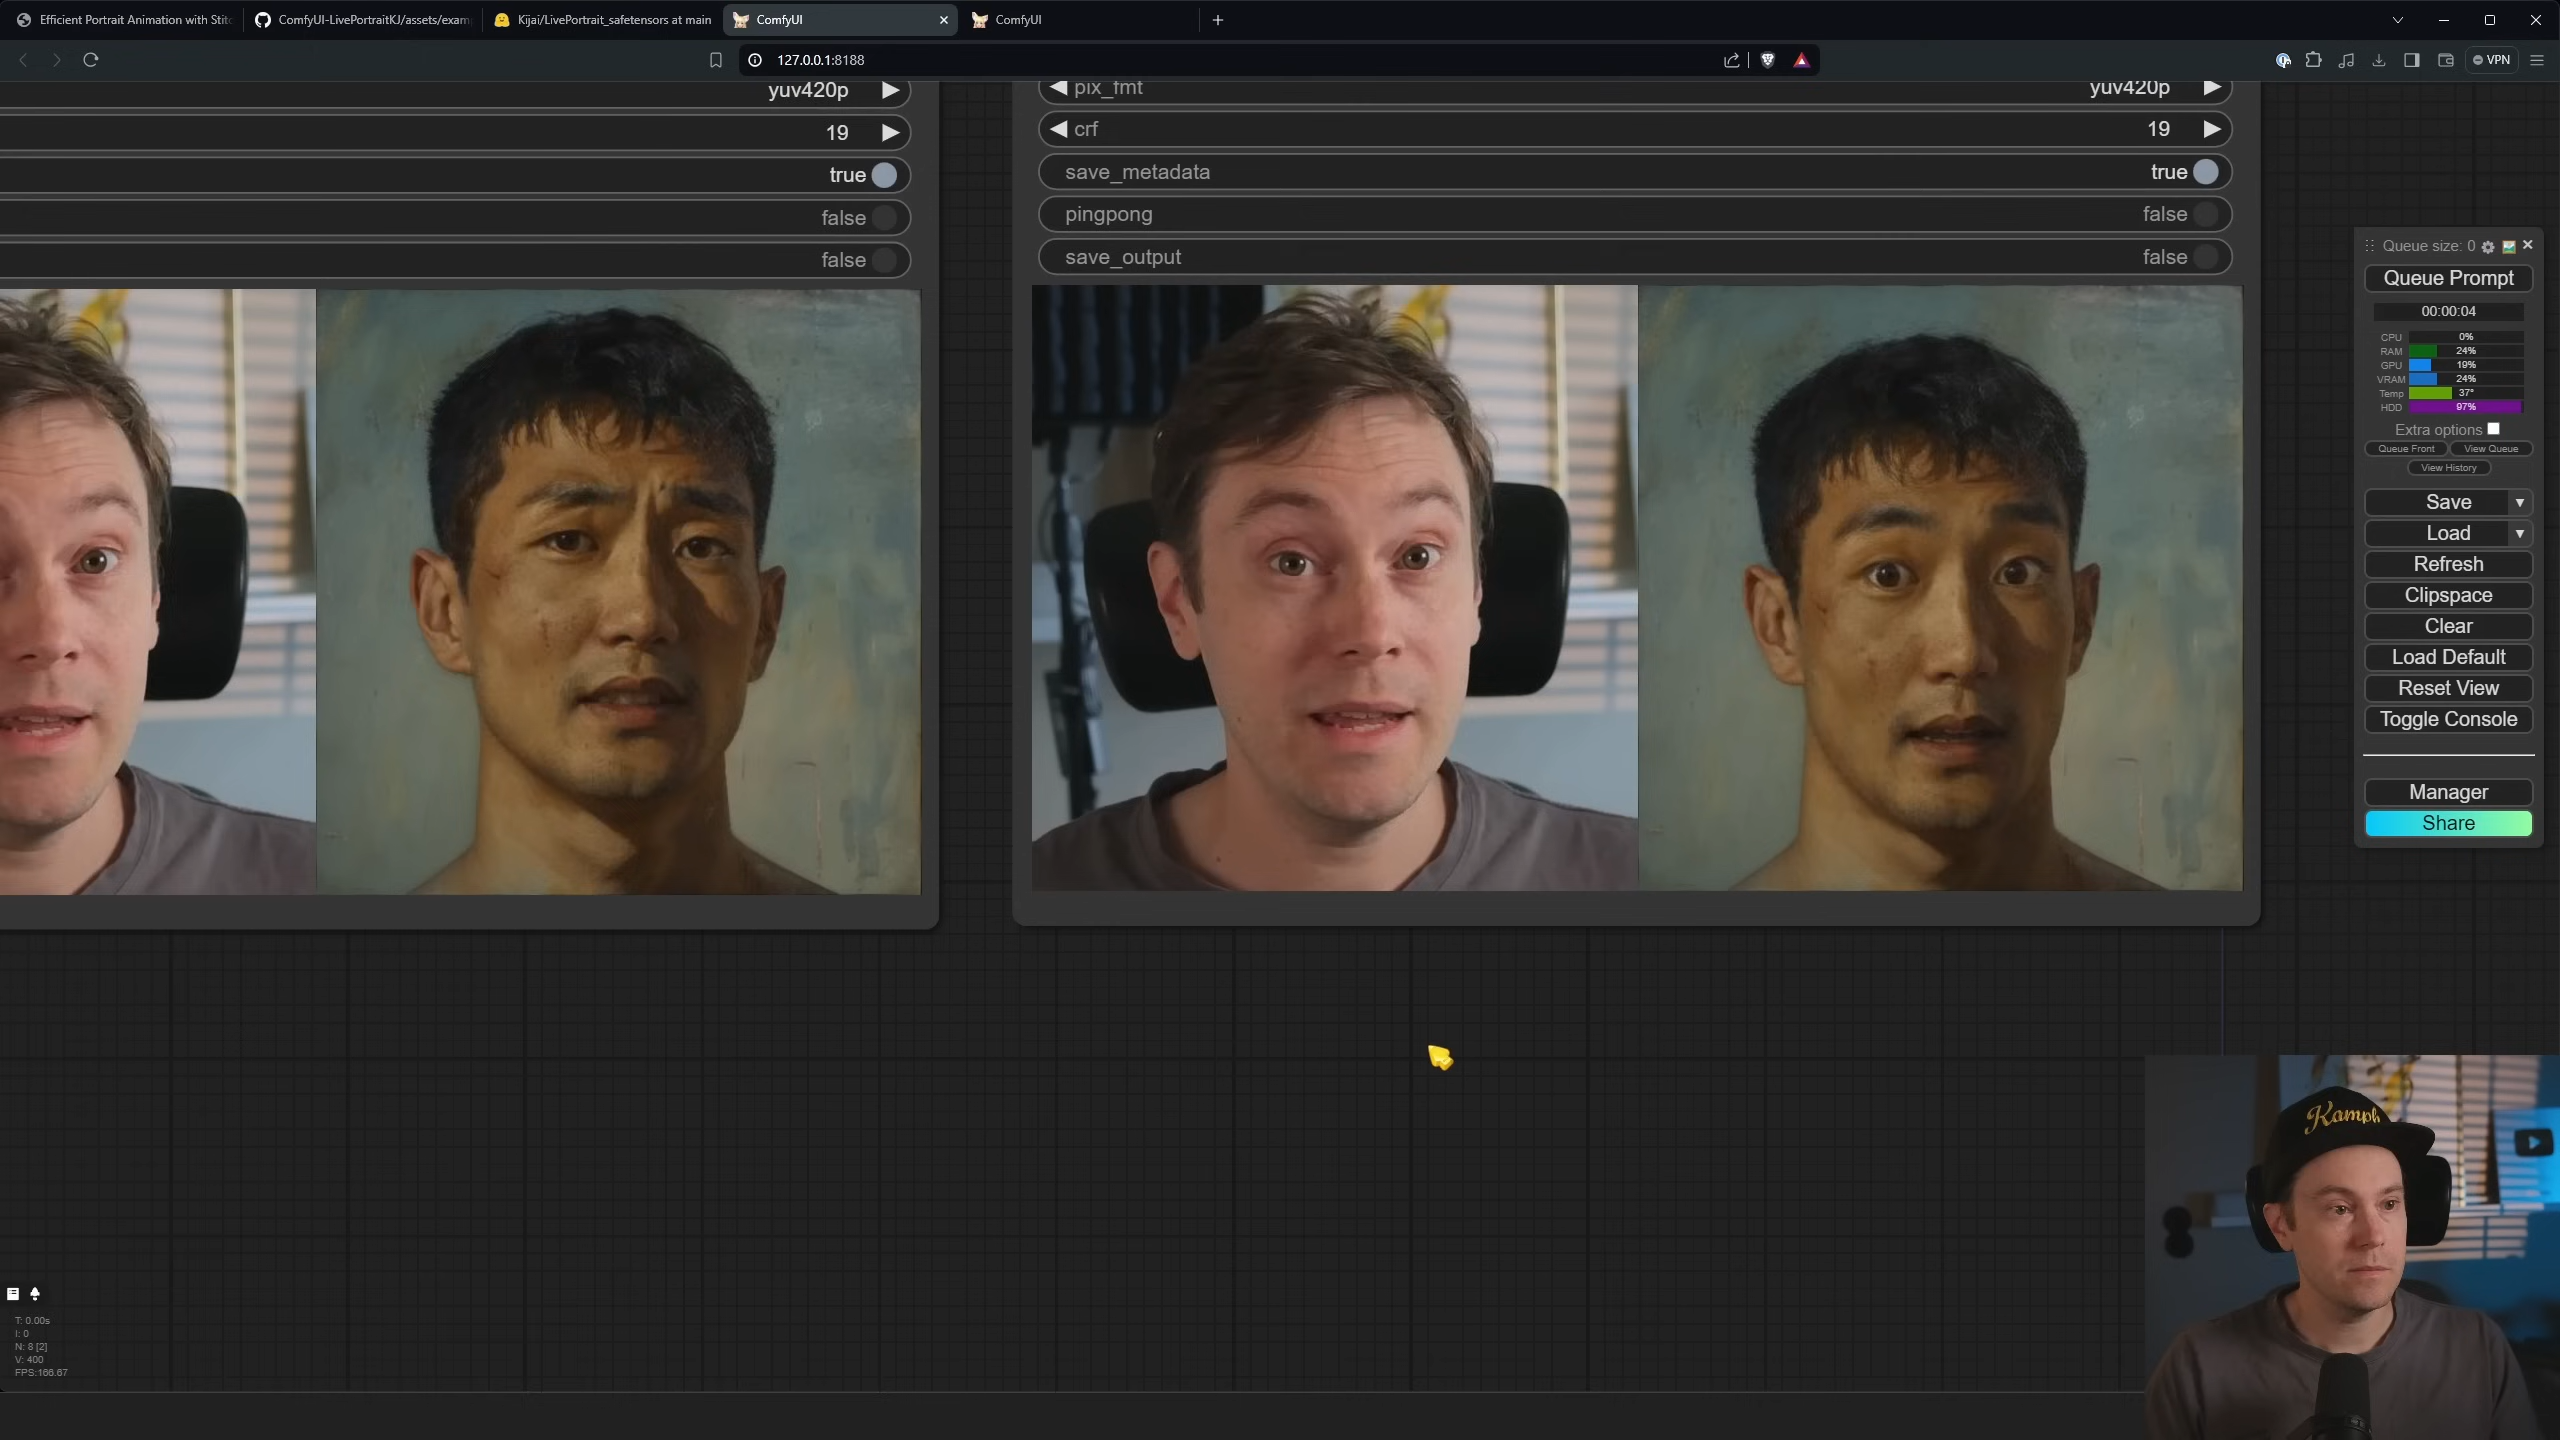 Efficient Portrait Animation with Stitc
ComfyUI-LivePortraitKJ/assets/exam
Kijai/LivePortrait_safetensors at main
ComfyUI
ComfyUI
127.0.0.1:8188
VPN
yuv420p
19
true
false
false
pix_fmt
yuv420p
crf
19
save_metadata
true
pingpong
false
save_output
false
Queue size: 0
Queue Prompt
00:00:04
CPU
0%
RAM
24%
GPU
19%
VRAM
24%
Temp
37°
HDD
97%
Extra options
Queue Front
View Queue
View History
Save
Load
Refresh
Clipspace
Clear
Load Default
Reset View
Toggle Console
Manager
Share
T: 0.00s
I: 0
N: 8 [2]
V: 400
FPS:166.67